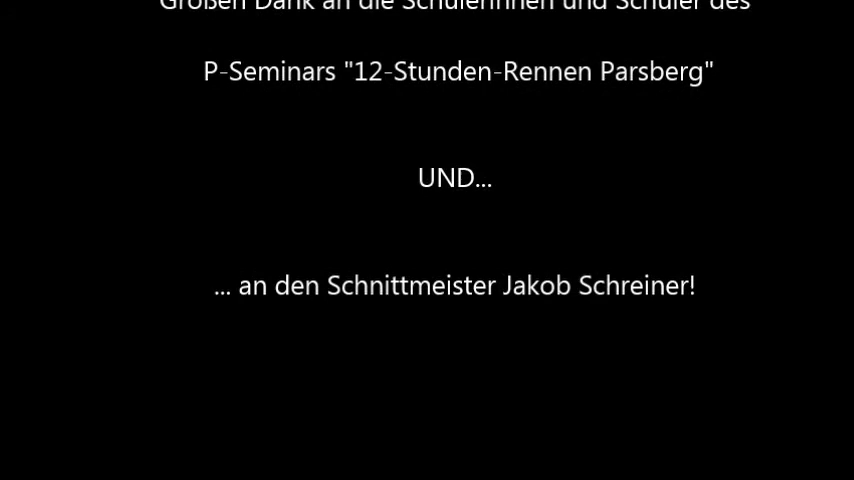 Großen Dank an die Schülerinnen und Schüler des
P-Seminars "12-Stunden-Rennen Parsberg"
UND...
... an den Schnittmeister Jakob Schreiner!